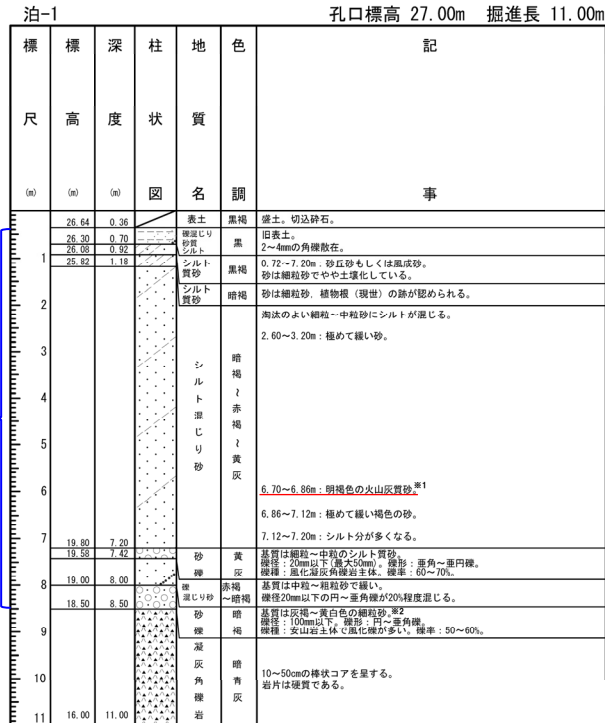 泊-1 孔口標高 27.00m 掘進長 11.00m
標尺(m) 標高(m) 深度(m) 柱状図 地質名 色調 記事
26.64 0.36 表土 黒褐 盛土。切込砕石。
26.30 0.70 礫混じり砂質シルト 黒 旧表土。
2~4mmの角礫散在。
26.08 0.92
1 25.82 1.18 シルト質砂 黒褐 0.72~7.20m．砂丘砂もしくは風成砂。
砂は細粒砂でやや土壌化している。
シルト質砂 暗褐 砂は細粒砂．植物根（現世）の跡が認められる。
2
シルト混じり砂 暗褐~赤褐~黄灰 淘汰のよい細粒~中粒砂にシルトが混じる。
2.60~3.20m：極めて緩い砂。
3
4
5
6 6.70~6.86m：明褐色の火山灰質砂。※1
6.86~7.12m：極めて緩い褐色の砂。
7 7.12~7.20m：シルト分が多くなる。
19.80 7.20
19.58 7.42 砂礫 黄灰 基質は細粒~中粒のシルト質砂。
礫径：20mm以下(最大50mm)。礫形：亜角~亜円礫。
礫種：風化凝灰角礫岩主体。礫率：60~70%。
8 19.00 8.00 礫混じり砂 赤褐~暗褐 基質は中粒~粗粒砂で緩い。
礫径20mm以下の円~亜角礫が20%程度混じる。
18.50 8.50 砂礫 暗褐 基質は灰褐~黄白色の細粒砂。※2
礫径：100mm以下。礫形：円~亜角礫。
9 礫種：安山岩主体で風化礫が多い。礫率：50~60%。
凝灰角礫岩 暗青灰
10 10~50cmの棒状コアを呈する。
岩片は硬質である。
11 16.00 11.00